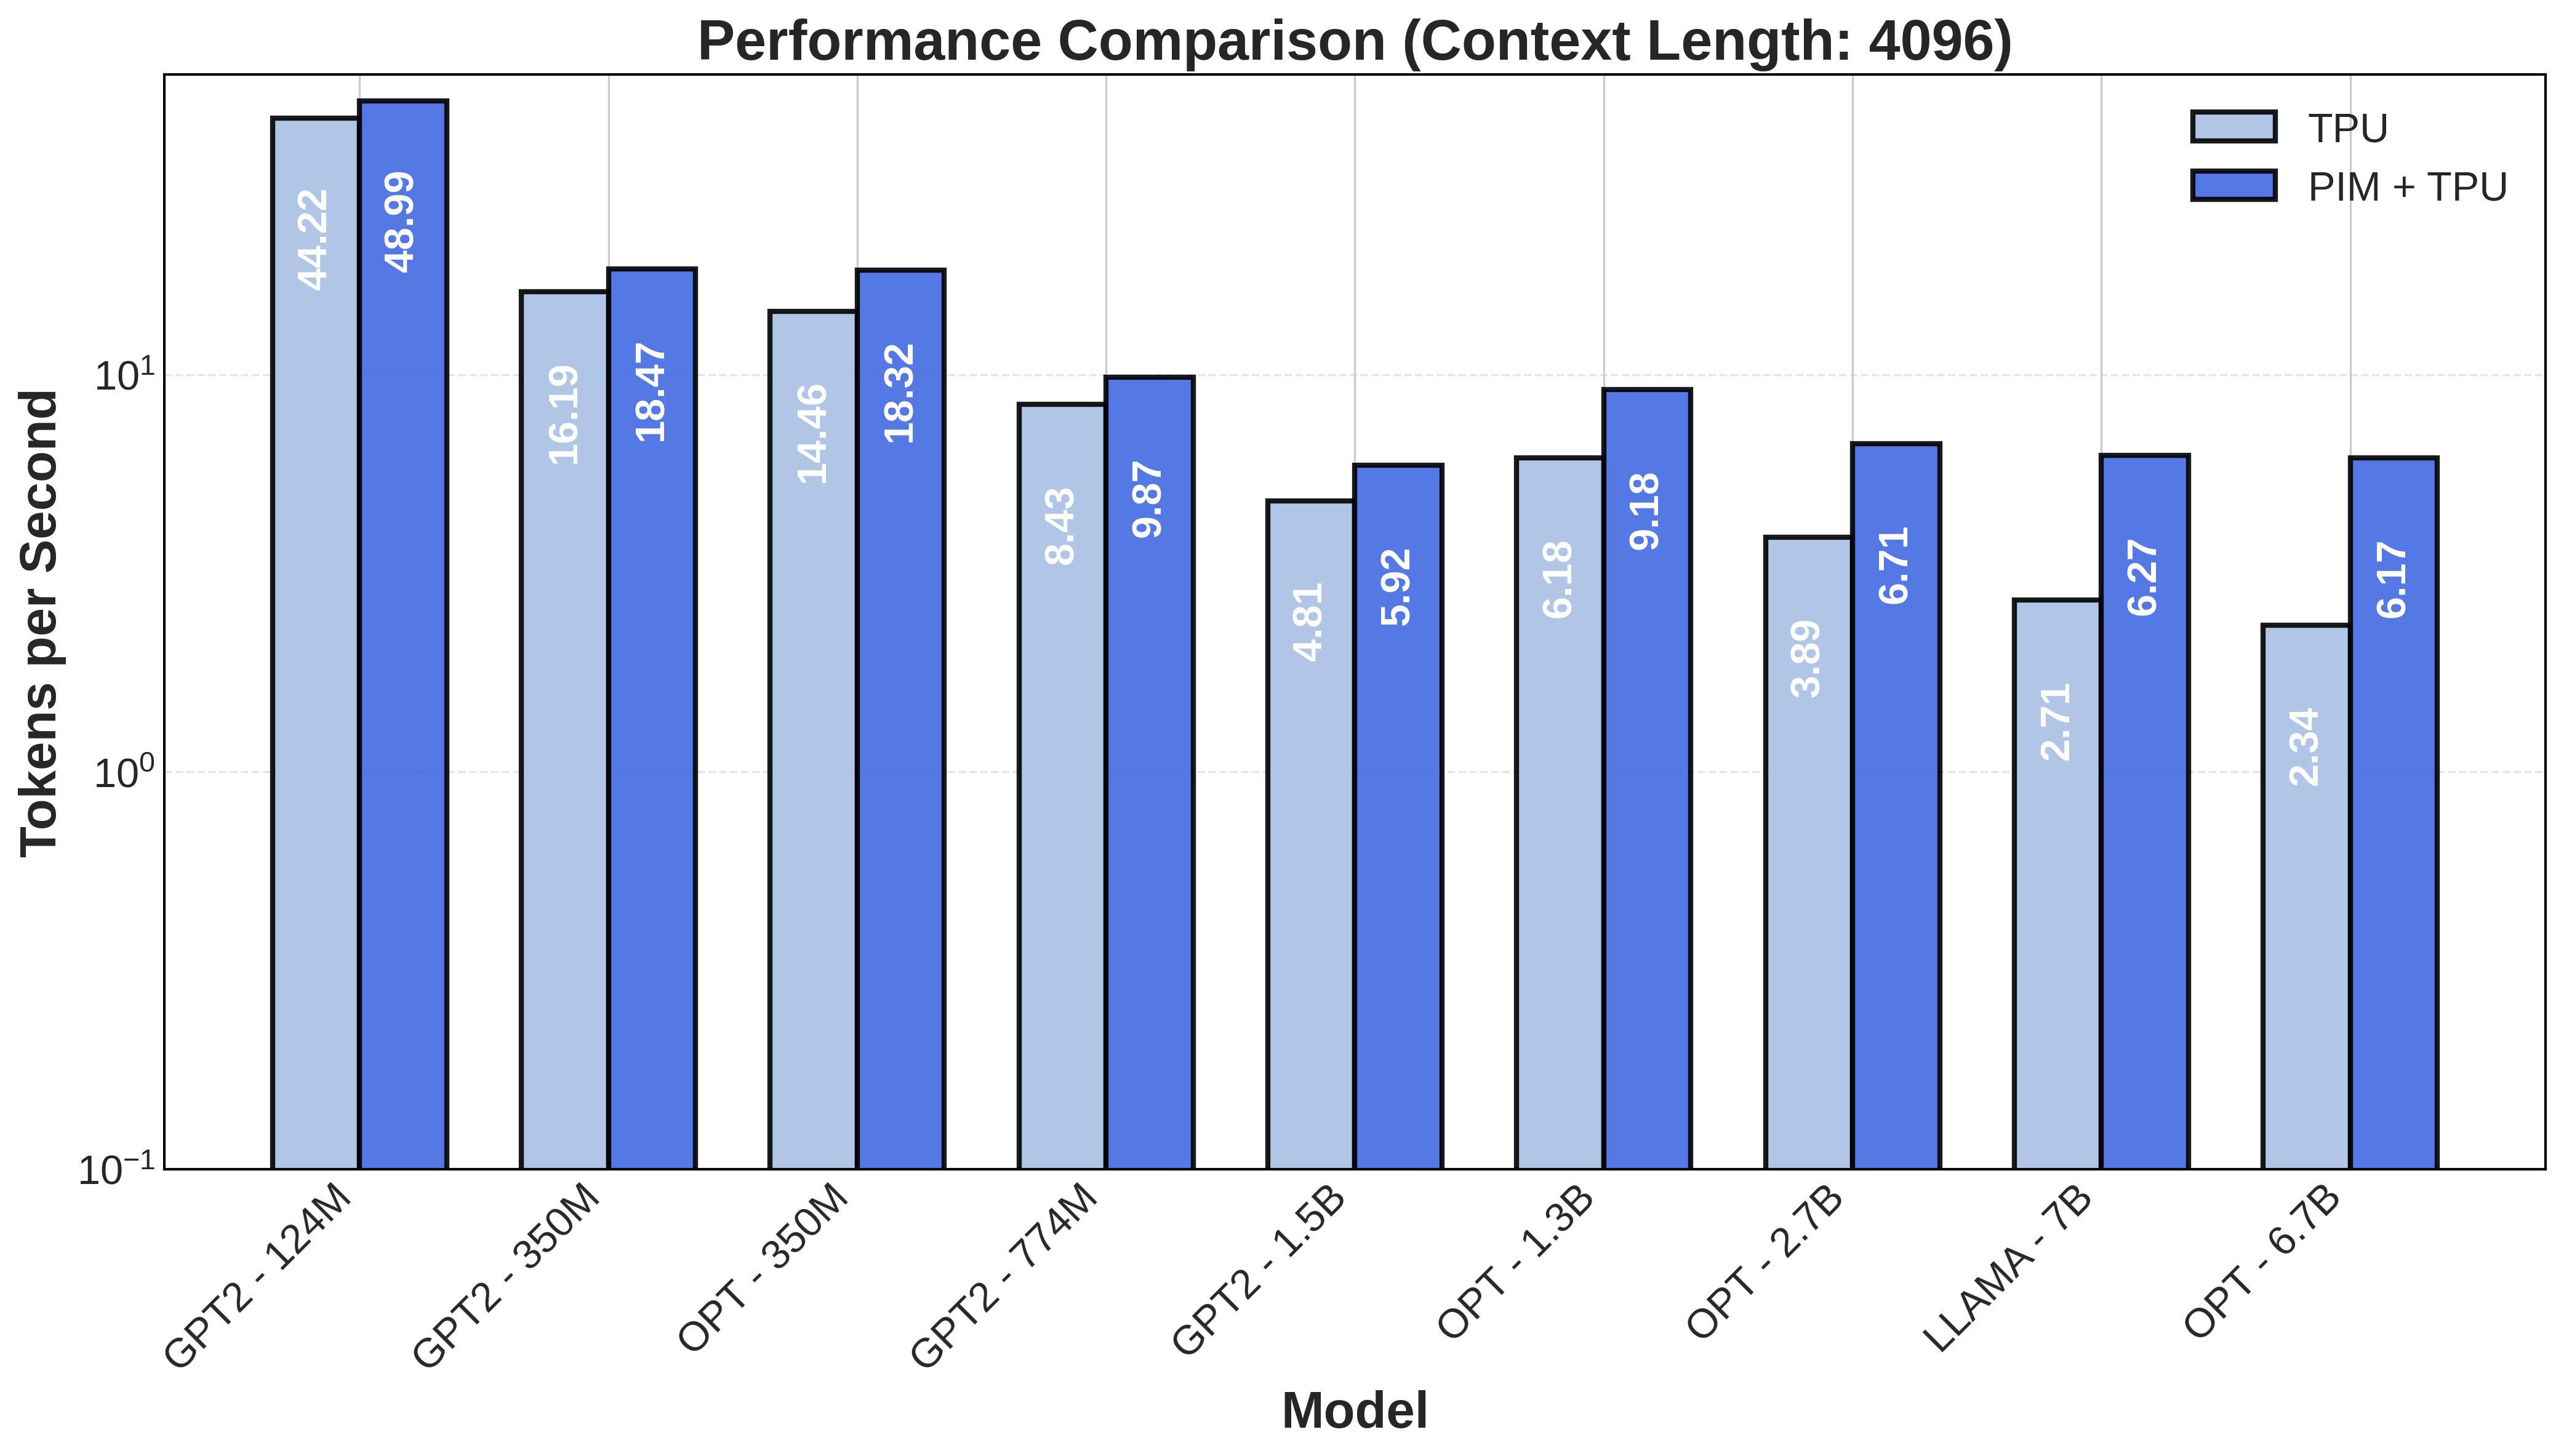 Performance Comparison (Context Length: 4096)
TPU
PIM + TPU
Tokens per Second
10¹
10⁰
10⁻¹
44.22
48.99
16.19
18.47
14.46
18.32
8.43
9.87
4.81
5.92
6.18
9.18
3.89
6.71
2.71
6.27
2.34
6.17
GPT2 - 124M
GPT2 - 350M
OPT - 350M
GPT2 - 774M
GPT2 - 1.5B
OPT - 1.3B
OPT - 2.7B
LLAMA - 7B
OPT - 6.7B
Model